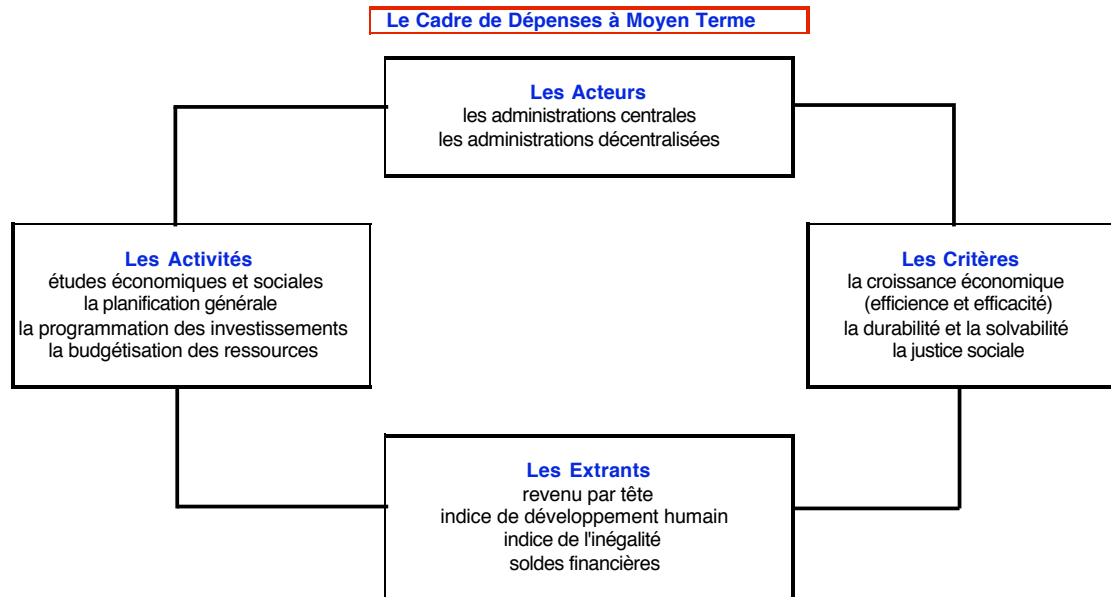 Le Cadre de Dépenses à Moyen Terme
Les Acteurs
les administrations centrales
les administrations décentralisées
Les Activités
études économiques et sociales
la planification générale
la programmation des investissements
la budgétisation des ressources
Les Critères
la croissance économique
(efficience et efficacité)
la durabilité et la solvabilité
la justice sociale
Les Extrants
revenu par tête
indice de développement humain
indice de l'inégalité
soldes financières